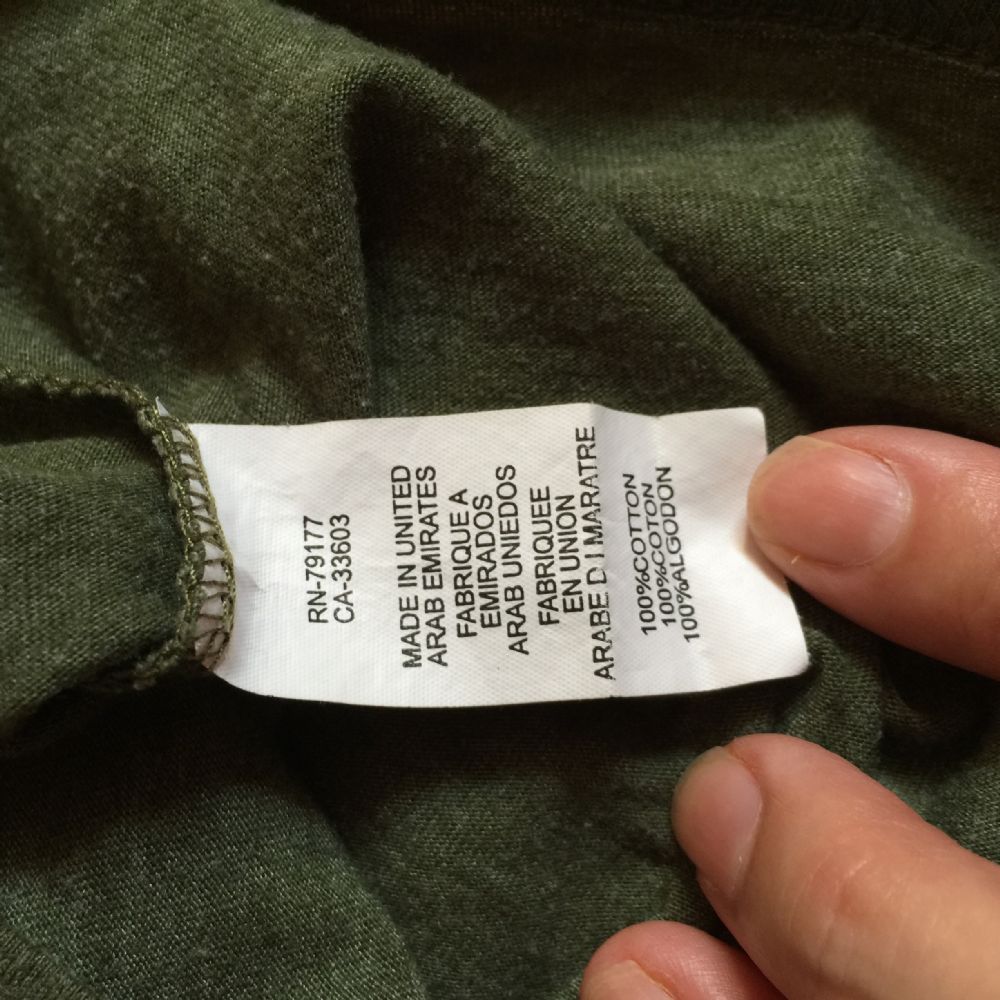 RN-79177
CA-33603
MADE IN UNITED
ARAB EMIRATES
FABRIQUE A
EMIRADOS
ARAB UNIEDOS
FABRIQUEE
EN UNION
ARABE D I MARATRE
100%COTTON
100%COTON
100%ALGODON